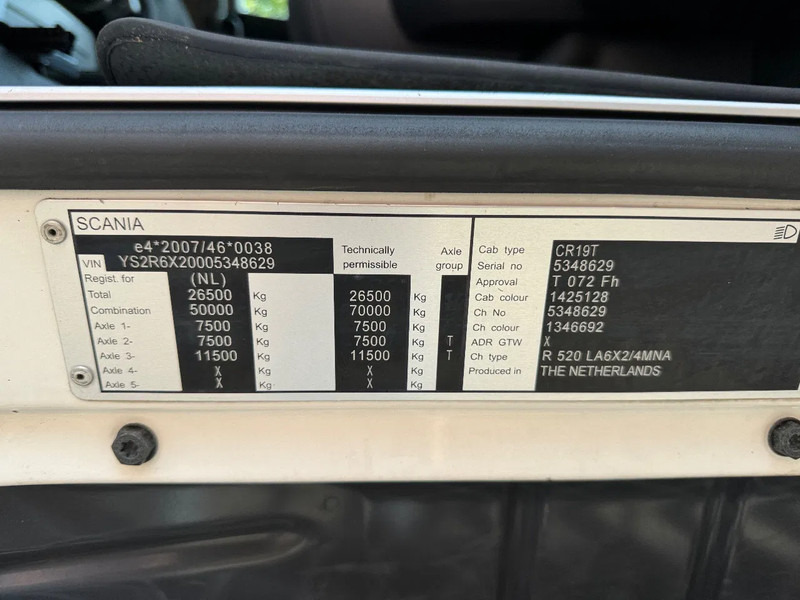 SCANIA
e4*2007/46*0038
VIN YS2R6X20005348629
Technically permissible
Axle group
Regist. for (NL)
Total 26500 Kg 26500 Kg
Combination 50000 Kg 70000 Kg
Axle 1- 7500 Kg 7500 Kg
Axle 2- 7500 Kg 7500 Kg T
Axle 3- 11500 Kg 11500 Kg T
Axle 4- X Kg X Kg
Axle 5- X Kg X Kg
Cab type CR19T
Serial no 5348629
Approval T 072 Fh
Cab colour 1425128
Ch No 5348629
Ch colour 1346692
ADR GTW X
Ch type R 520 LA6X2/4MNA
Produced in THE NETHERLANDS